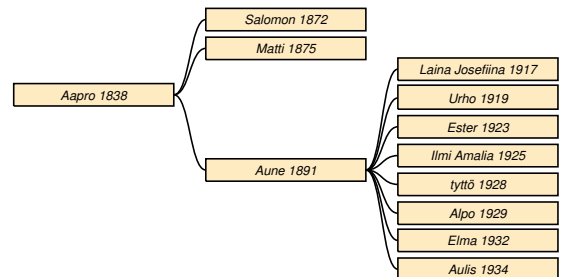 Aapro 1838
Salomon 1872
Matti 1875
Aune 1891
Laina Josefiina 1917
Urho 1919
Ester 1923
Ilmi Amalia 1925
tyttö 1928
Alpo 1929
Elma 1932
Aulis 1934